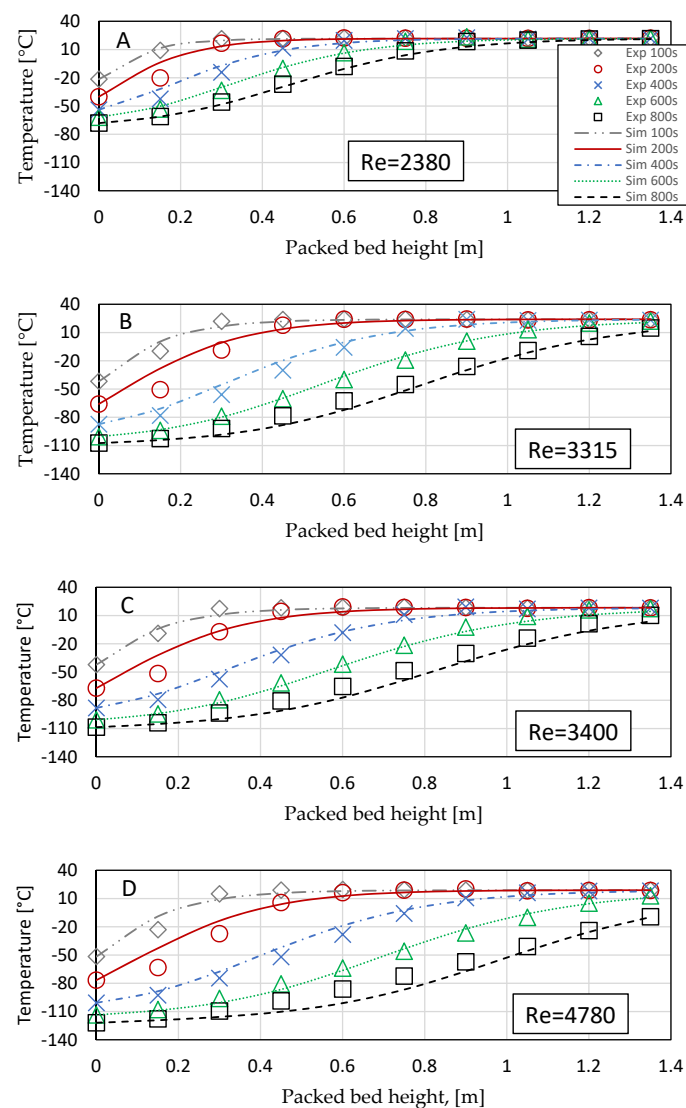 Temperature [°C]
40
10
-20
-50
-80
-110
-140
A
Re=2380
Exp 100s
Exp 200s
Exp 400s
Exp 600s
Exp 800s
Sim 100s
Sim 200s
Sim 400s
Sim 600s
Sim 800s
0 0.2 0.4 0.6 0.8 1 1.2 1.4
Packed bed height [m]
Temperature [°C]
40
10
-20
-50
-80
-110
-140
B
Re=3315
0 0.2 0.4 0.6 0.8 1 1.2 1.4
Packed bed height [m]
Temperature [°C]
40
10
-20
-50
-80
-110
-140
C
Re=3400
0 0.2 0.4 0.6 0.8 1 1.2 1.4
Packed bed height [m]
Temperature [°C]
40
10
-20
-50
-80
-110
-140
D
Re=4780
0 0.2 0.4 0.6 0.8 1 1.2 1.4
Packed bed height, [m]